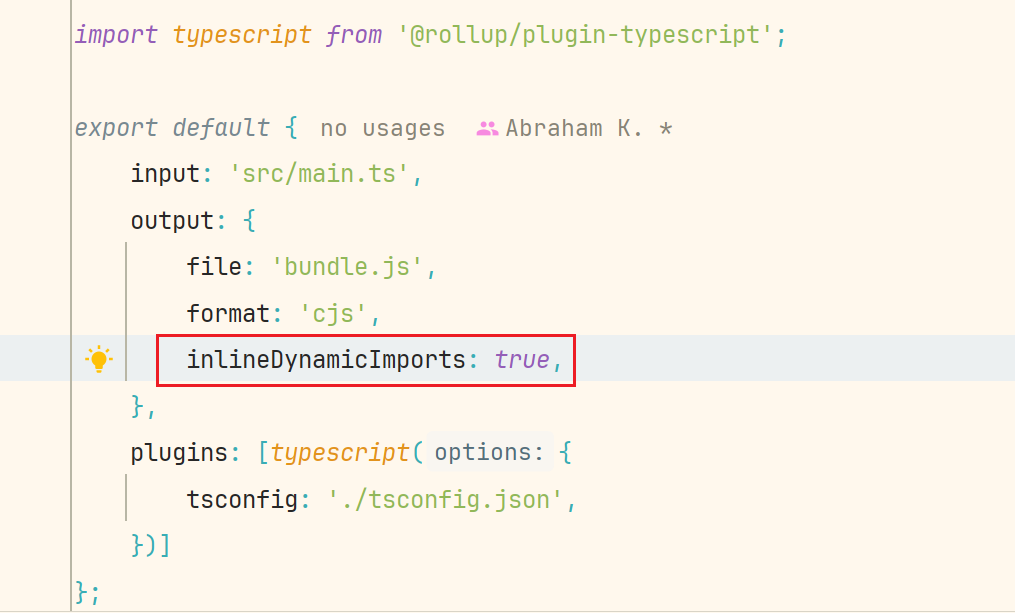 import typescript from '@rollup/plugin-typescript';
export default { no usages Abraham K. *
input: 'src/main.ts',
output: {
file: 'bundle.js',
format: 'cjs',
inlineDynamicImports: true,
},
plugins: [typescript( options: {
tsconfig: './tsconfig.json',
})]
};